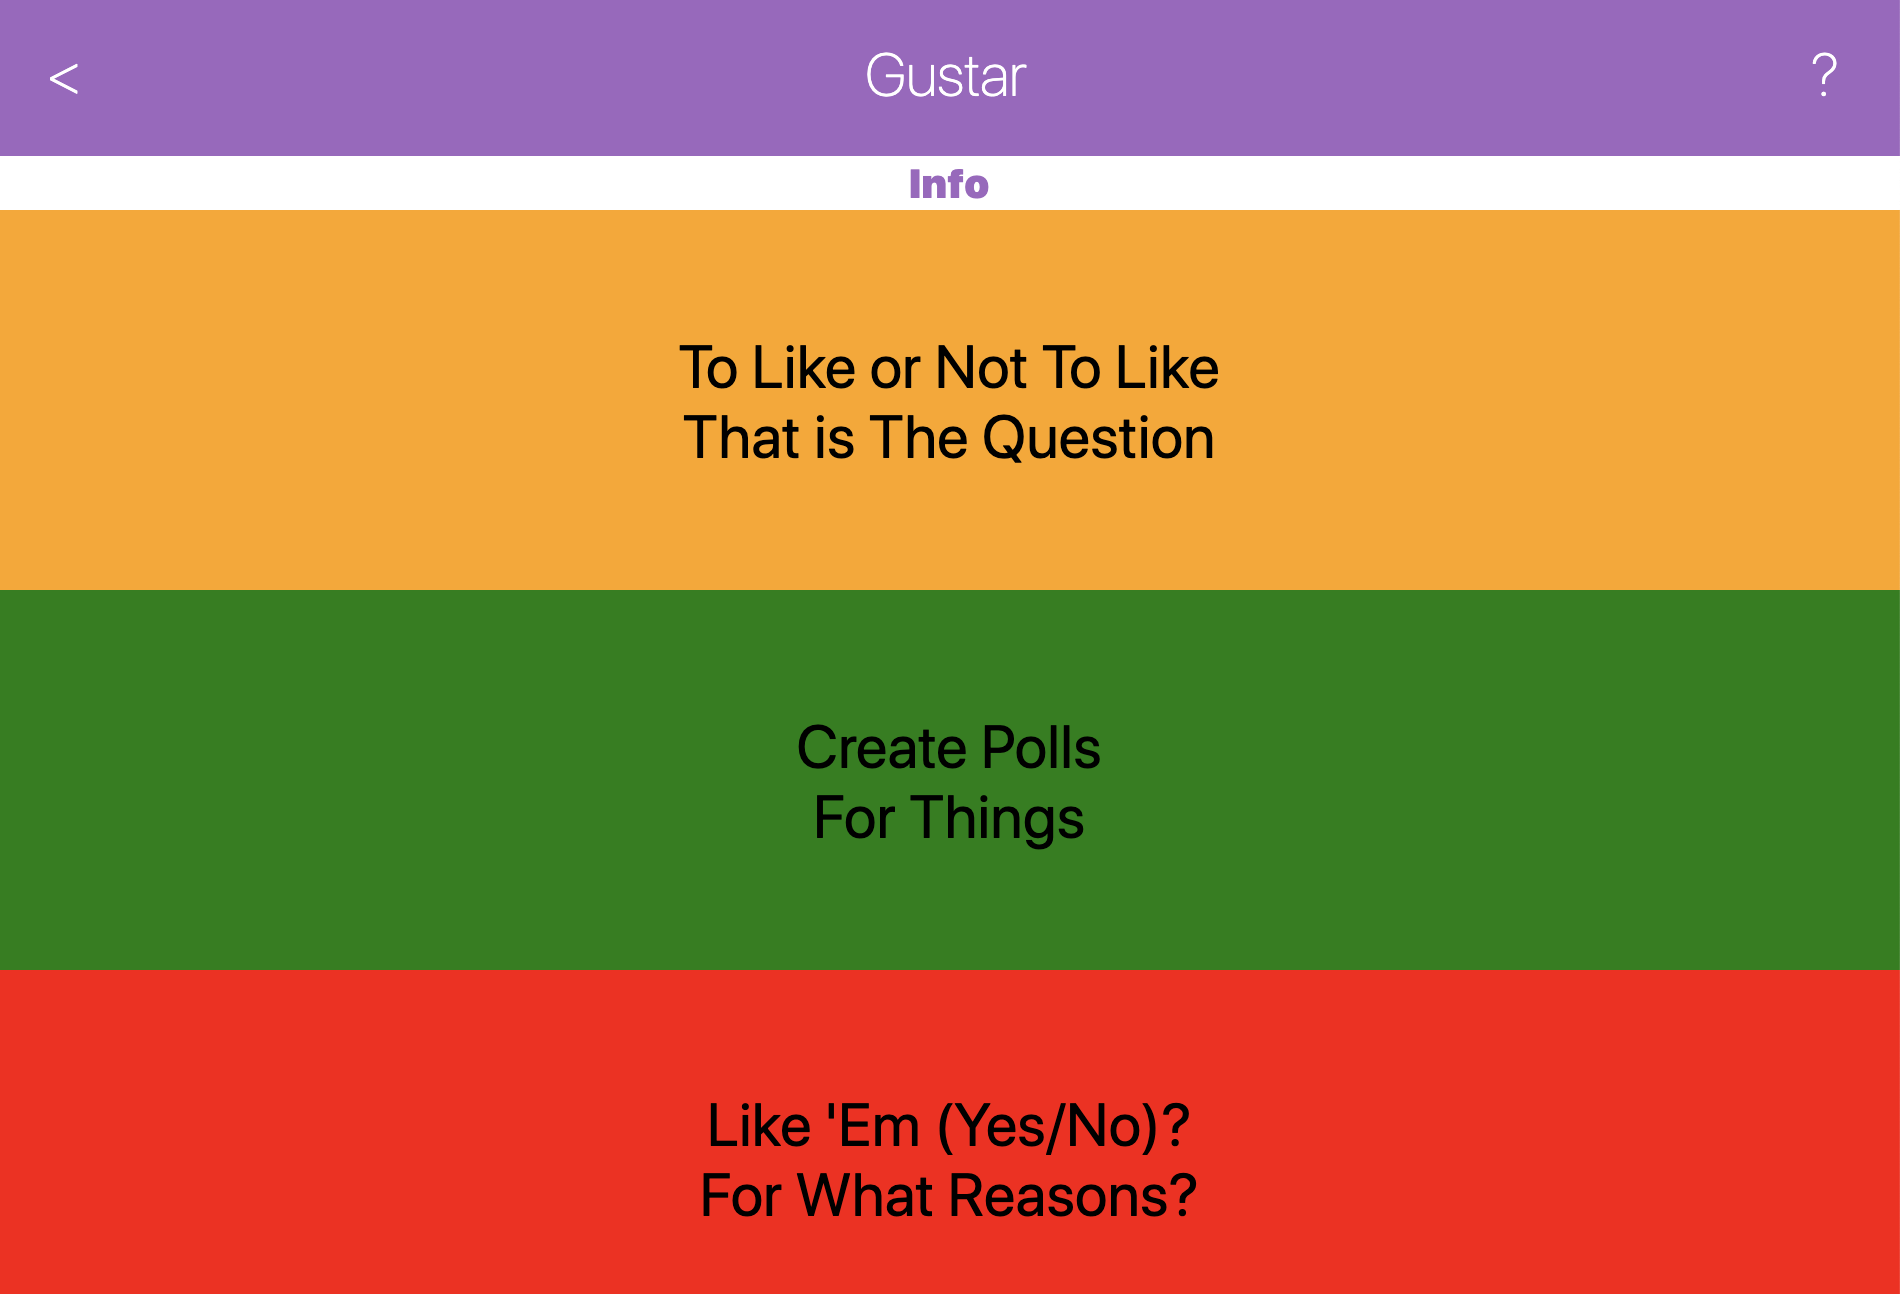 < Gustar ?
Info
To Like or Not To Like
That is The Question
Create Polls
For Things
Like 'Em (Yes/No)?
For What Reasons?